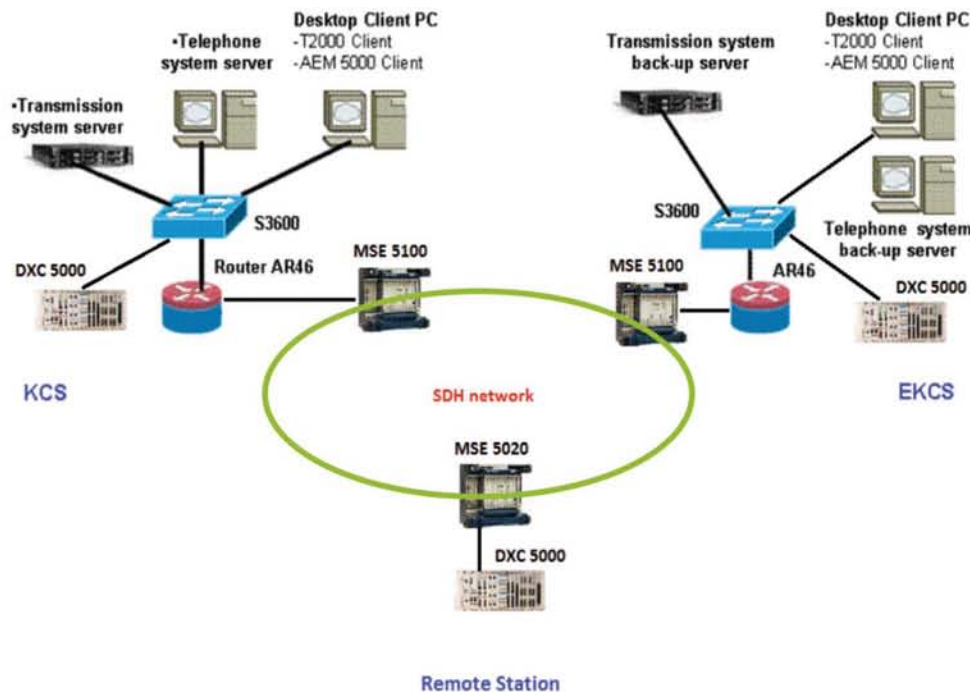 •Transmission
system server
•Telephone
system server
Desktop Client PC
-T2000 Client
-AEM 5000 Client
S3600
DXC 5000
Router AR46
MSE 5100
KCS
Transmission system
back-up server
Desktop Client PC
-T2000 Client
-AEM 5000 Client
S3600
Telephone system
back-up server
MSE 5100
AR46
DXC 5000
EKCS
SDH network
MSE 5020
DXC 5000
Remote Station